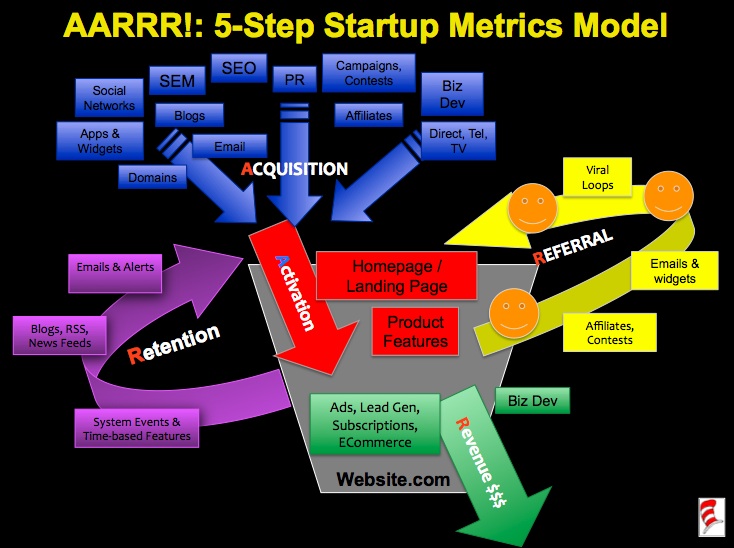 AARRR!: 5-Step Startup Metrics Model
SEO
Campaigns,
Contests
SEM
PR
Social
Networks
Biz
Dev
Blogs
Affiliates
Apps &
Widgets
Email
Direct, Tel,
TV
Domains
ACQUISITION
Viral
Loops
REFERRAL
Emails &
widgets
Affiliates,
Contests
Activation
Homepage /
Landing Page
Product
Features
Emails & Alerts
Blogs, RSS,
News Feeds
Retention
System Events &
Time-based Features
Ads, Lead Gen,
Subscriptions,
ECommerce
Biz Dev
Revenue $$$
Website.com